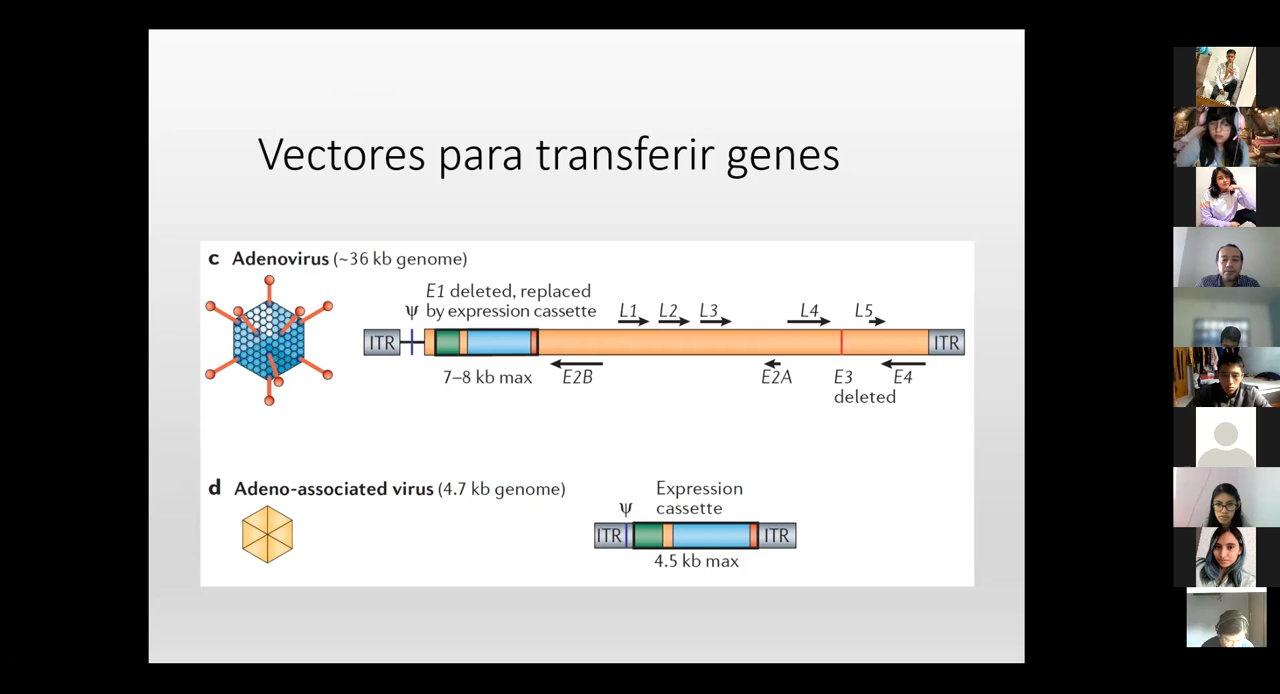 Vectores para transferir genes
c Adenovirus (~36 kb genome)
E1 deleted, replaced
by expression cassette
ψ
L1 L2 L3 L4 L5
ITR ITR
7–8 kb max
E2B E2A E3 E4
deleted
d Adeno-associated virus (4.7 kb genome)
Expression
cassette
ψ
ITR ITR
4.5 kb max